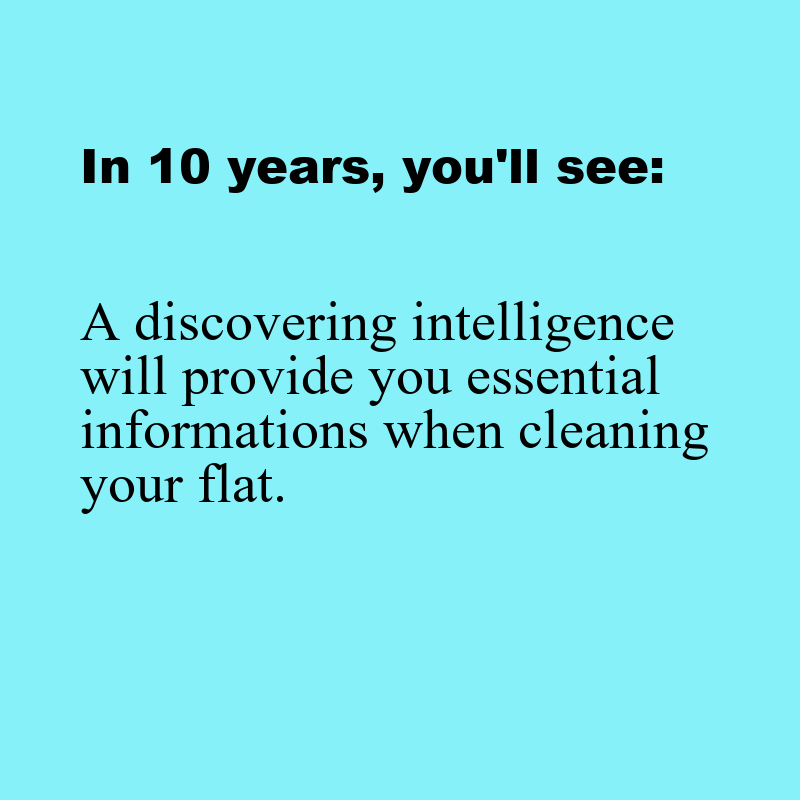 In 10 years, you'll see:
A discovering intelligence
will provide you essential
informations when cleaning
your flat.